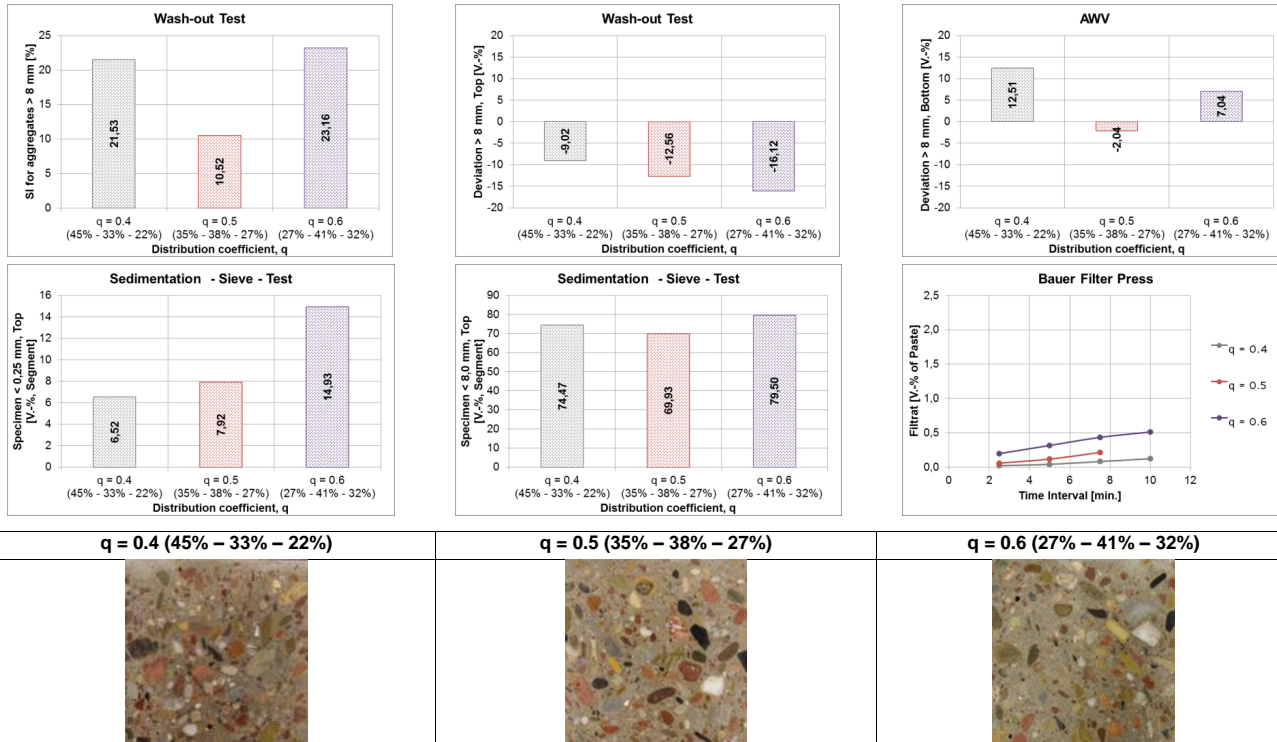 Wash-out Test
SI for aggregates > 8 mm [%]
25
20
15
10
5
0
21,53
10,52
23,16
q = 0.4
(45% - 33% - 22%)
q = 0.5
(35% - 38% - 27%)
q = 0.6
(27% - 41% - 32%)
Distribution coefficient, q
Wash-out Test
Deviation > 8 mm, Top [V.-%]
20
15
10
5
0
-5
-10
-15
-20
-9,02
-12,56
-16,12
q = 0.4
(45% - 33% - 22%)
q = 0.5
(35% - 38% - 27%)
q = 0.6
(27% - 41% - 32%)
Distribution coefficient, q
AWV
Deviation > 8 mm, Bottom [V.-%]
20
15
10
5
0
-5
-10
-15
-20
12,51
-2,04
7,04
q = 0.4
(45% - 33% - 22%)
q = 0.5
(35% - 38% - 27%)
q = 0.6
(27% - 41% - 32%)
Distribution coefficient, q
Sedimentation - Sieve - Test
Specimen < 0,25 mm, Top
[V.-%, Segment]
16
14
12
10
8
6
4
2
0
6,52
7,92
14,93
q = 0.4
(45% - 33% - 22%)
q = 0.5
(35% - 38% - 27%)
q = 0.6
(27% - 41% - 32%)
Distribution coefficient, q
Sedimentation - Sieve - Test
Specimen < 8,0 mm, Top
[V.-%, Segment]
90
80
70
60
50
40
30
20
10
0
74,47
69,93
79,50
q = 0.4
(45% - 33% - 22%)
q = 0.5
(35% - 38% - 27%)
q = 0.6
(27% - 41% - 32%)
Distribution coefficient, q
Bauer Filter Press
Filtrat [V.-% of Paste]
2,5
2,0
1,5
1,0
0,5
0,0
0
2
4
6
8
10
12
Time Interval [min.]
q = 0.4
q = 0.5
q = 0.6
q = 0.4 (45% – 33% – 22%)
q = 0.5 (35% – 38% – 27%)
q = 0.6 (27% – 41% – 32%)